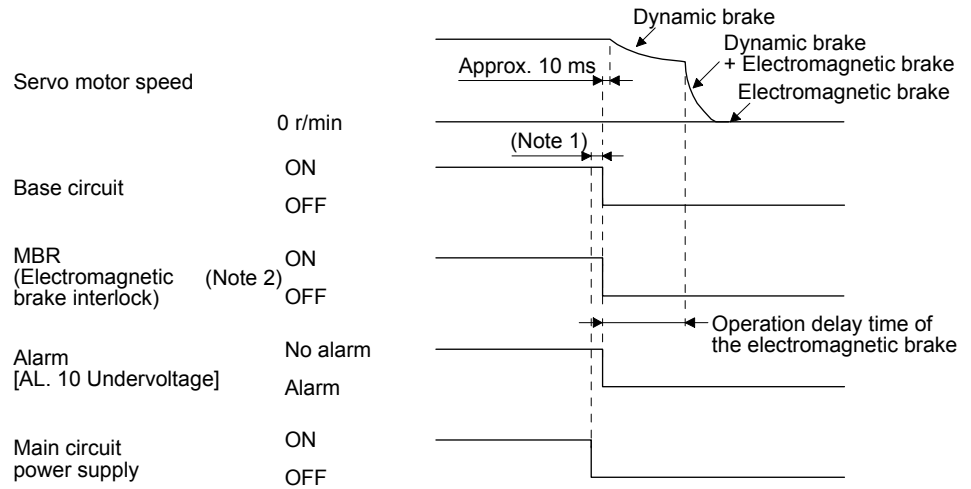 Dynamic brake
Dynamic brake
+ Electromagnetic brake
Approx. 10 ms
Servo motor speed
Electromagnetic brake
0 r/min
(Note 1)
ON
Base circuit
OFF
MBR
(Electromagnetic
brake interlock)
(Note 2)
ON
OFF
Operation delay time of
the electromagnetic brake
No alarm
Alarm
[AL. 10 Undervoltage]
Alarm
ON
Main circuit
power supply
OFF